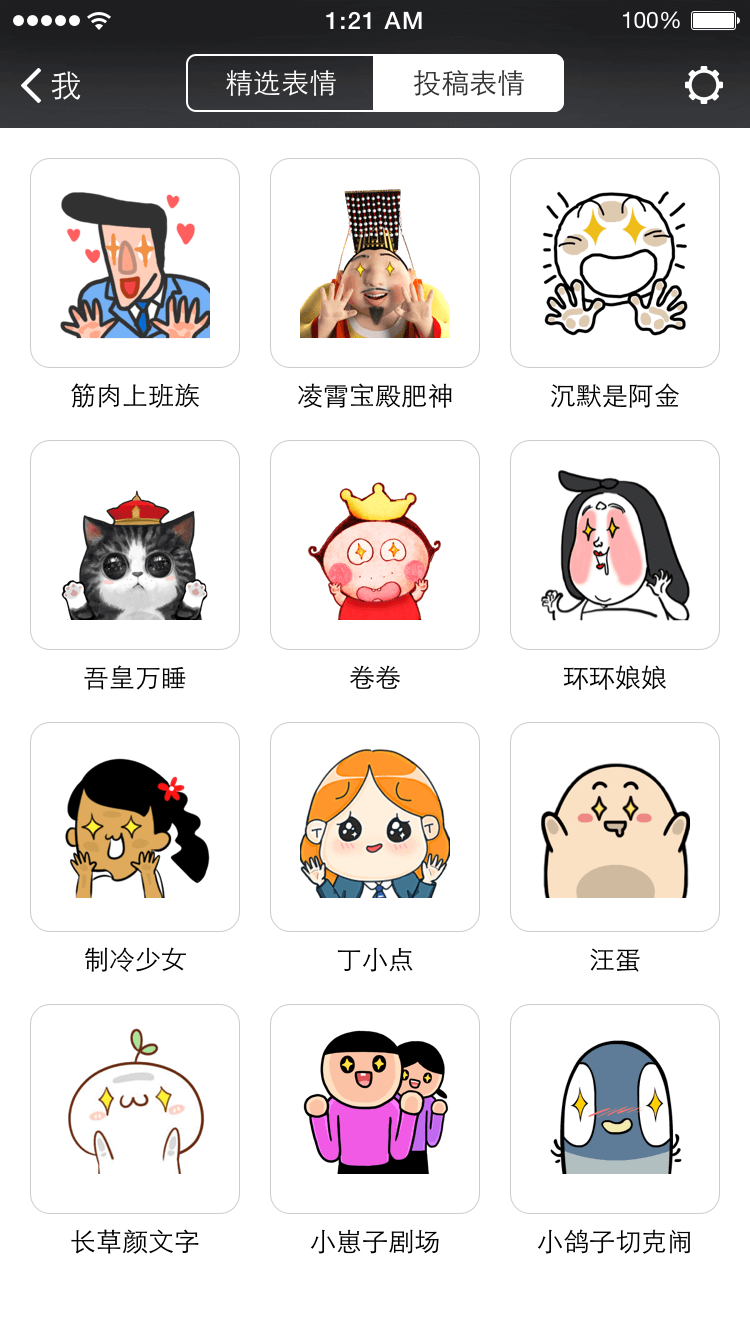 1:21 AM 100%
我 精选表情 投稿表情
筋肉上班族 凌霄宝殿肥神 沉默是阿金
吾皇万睡 卷卷 环环娘娘
制冷少女 丁小点 汪蛋
长草颜文字 小崽子剧场 小鸽子切克闹